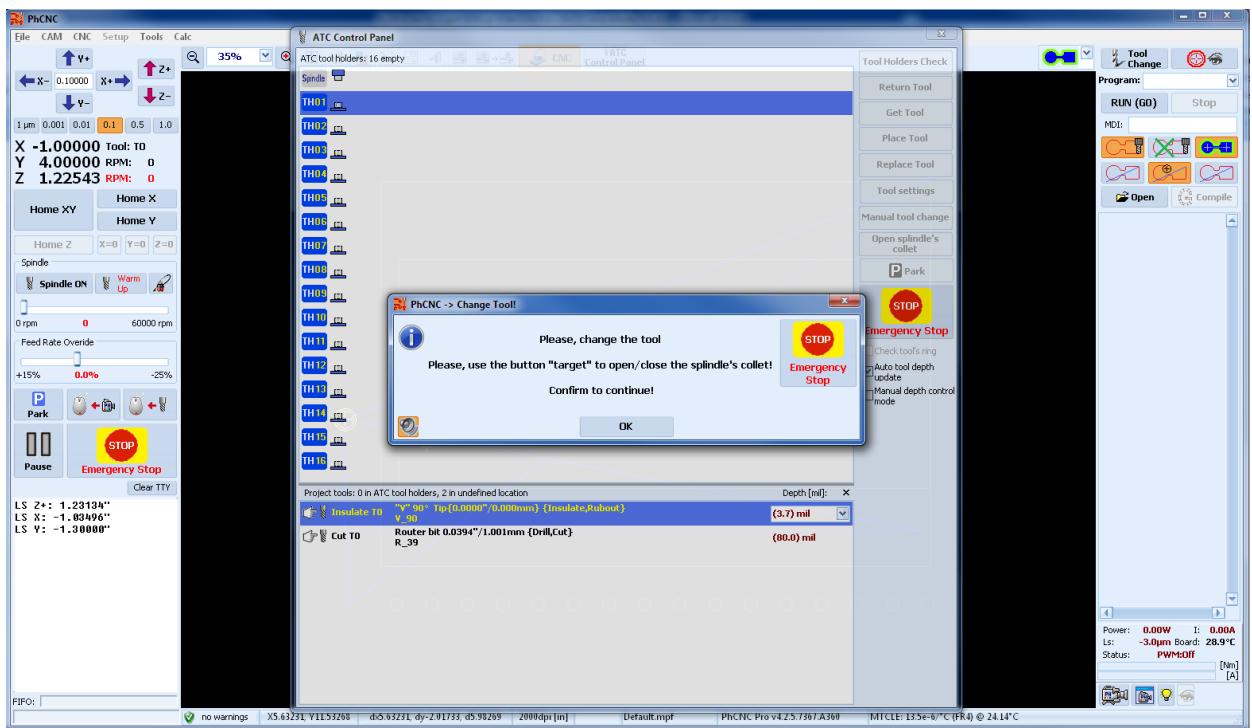 PhCNC
File CAM CNC Setup Tools Calc
Y+
Z+
X- 0.10000 X+
Y-
Z-
1 µm 0.001 0.01 0.1 0.5 1.0
X -1.00000 Tool: T0
Y 4.00000 RPM: 0
Z 1.22543 RPM: 0
Home XY
Home X
Home Y
Home Z X=0 Y=0 Z=0
Spindle
Spindle ON
Warm Up
0 rpm 0 60000 rpm
Feed Rate Overide
+15% 0.0% -25%
P
Park
Pause
STOP
Emergency Stop
Clear TTY
LS Z+: 1.23134"
LS X: -1.03496"
LS Y: -1.30000"
FIFO:
35%
CNC
ATC
Control Panel
ATC Control Panel
ATC tool holders: 16 empty
Spindle
TH01
TH02
TH03
TH04
TH05
TH06
TH07
TH08
TH09
TH10
TH11
TH12
TH13
TH14
TH15
TH16
Tool Holders Check
Return Tool
Get Tool
Place Tool
Replace Tool
Tool settings
Manual tool change
Open splindle's
collet
P Park
STOP
Emergency Stop
Check tool's ring
Auto tool depth
update
Manual depth control
mode
PhCNC -> Change Tool!
Please, change the tool
Please, use the button "target" to open/close the splindle's collet!
Confirm to continue!
STOP
Emergency
Stop
OK
Project tools: 0 in ATC tool holders, 2 in undefined location Depth [mil]:
Insulate T0 "V" 90° Tip{0.0000"/0.000mm} {Insulate,Rubout}
V_90
(3.7) mil
Cut T0 Router bit 0.0394"/1.001mm {Drill,Cut}
R_39
(80.0) mil
Tool
Change
Program:
RUN (GO) Stop
MDI:
Open Compile
Power: 0.00W I: 0.00A
Ls: -3.0µm Board: 28.9°C
Status: PWM:Off
[Nm]
[A]
no warnings X5.63231, Y11.53268 dx5.63231, dy-2.01733, d5.98269 2000dpi [in] Default.mpf PhCNC Pro v4.2.5.7367.A360 MTCLE: 13.5e-6/°C (FR4) @ 24.14°C